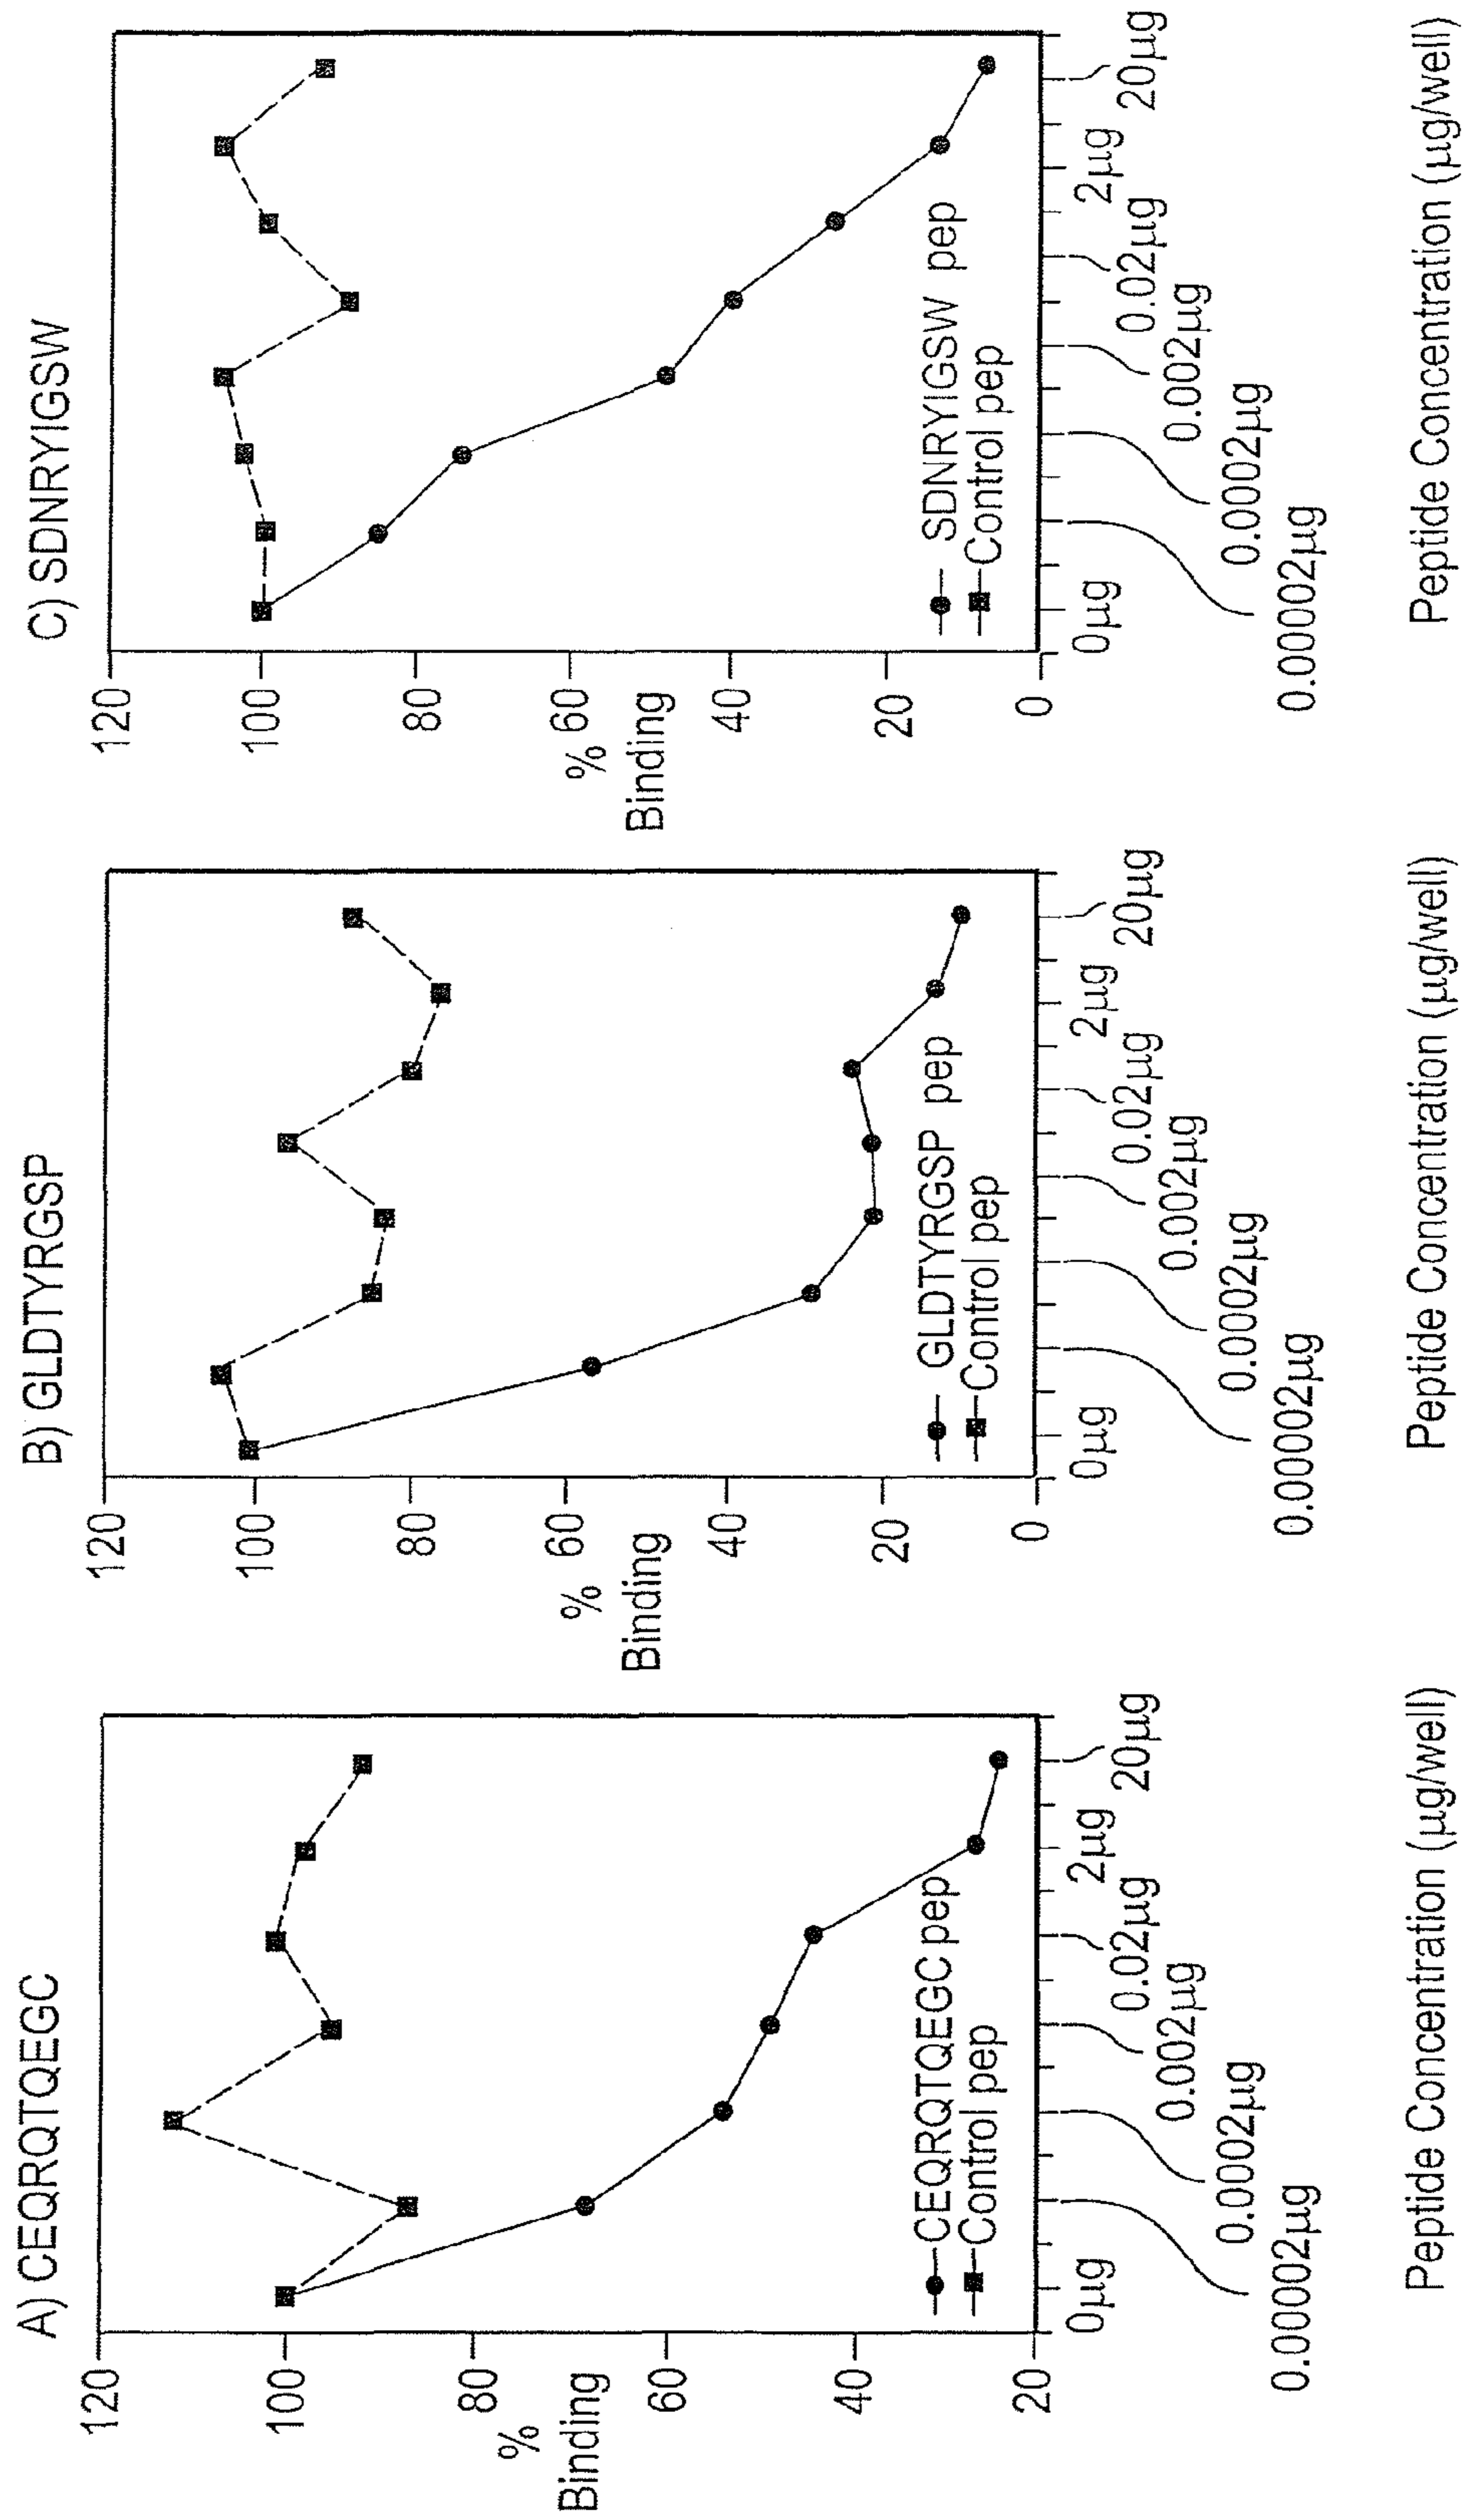 A) CEQRQTQEGC
120
100
80
60
40
20
%
Binding
CEQRQTQEGC pep
Control pep
0μg
0.00002μg
0.0002μg
0.002μg
0.02μg
2μg
20μg
Peptide Concentration (μg/well)
B) GLDTYRGSP
120
100
80
60
40
20
0
%
Binding
GLDTYRGSP pep
Control pep
0μg
0.00002μg
0.0002μg
0.002μg
0.02μg
2μg
20μg
Peptide Concentration (μg/well)
C) SDNRYIGSW
120
100
80
60
40
20
0
%
Binding
SDNRYIGSW pep
Control pep
0μg
0.00002μg
0.0002μg
0.002μg
0.02μg
2μg
20μg
Peptide Concentration (μg/well)